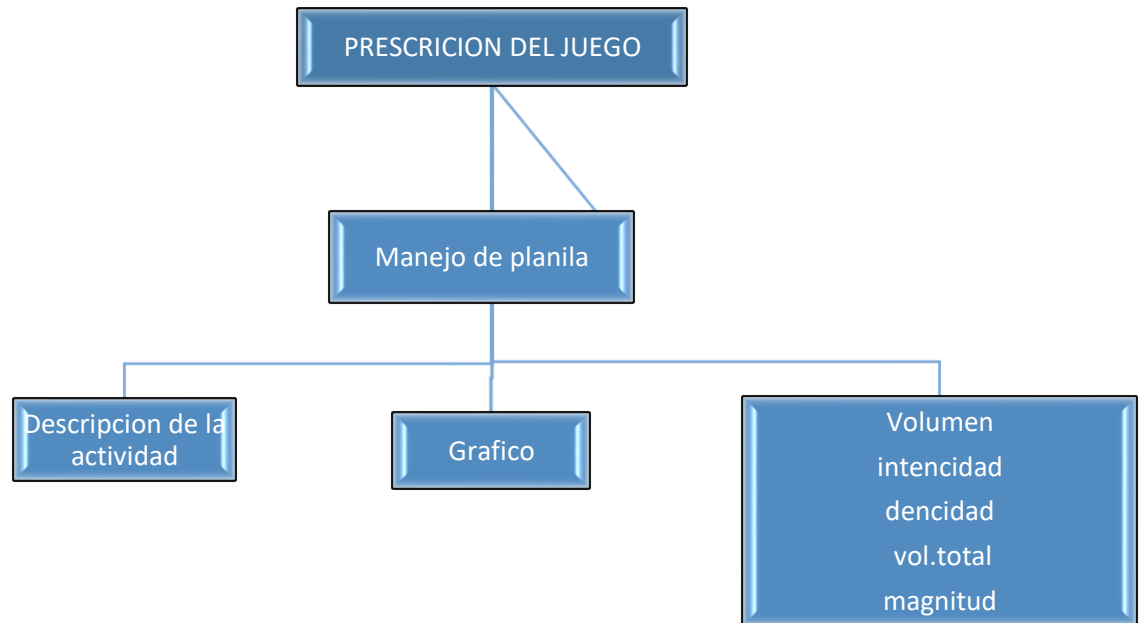 PRESCRICION DEL JUEGO
Manejo de planila
Descripcion de la
actividad
Grafico
Volumen
intencidad
dencidad
vol.total
magnitud